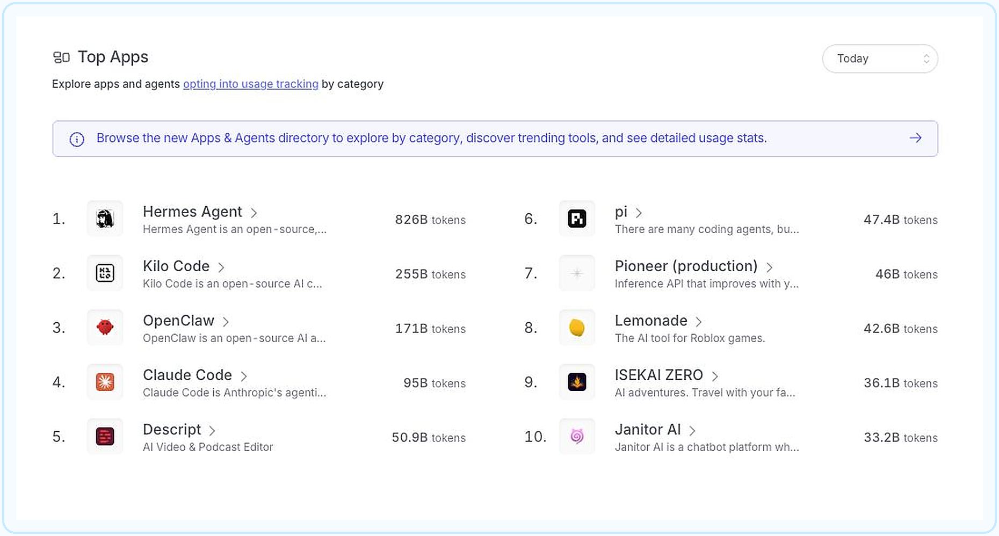 Top Apps
Today
Explore apps and agents opting into usage tracking by category
Browse the new Apps & Agents directory to explore by category, discover trending tools, and see detailed usage stats.
1.
Hermes Agent
826B tokens
Hermes Agent is an open-source,...
2.
Kilo Code
255B tokens
Kilo Code is an open-source AI c...
3.
OpenClaw
171B tokens
OpenClaw is an open-source AI a...
4.
Claude Code
95B tokens
Claude Code is Anthropic's agenti...
5.
Descript
50.9B tokens
AI Video & Podcast Editor
6.
pi
47.4B tokens
There are many coding agents, bu...
7.
Pioneer (production)
46B tokens
Inference API that improves with y...
8.
Lemonade
42.6B tokens
The AI tool for Roblox games.
9.
ISEKAI ZERO
36.1B tokens
AI adventures. Travel with your fa...
10.
Janitor AI
33.2B tokens
Janitor AI is a chatbot platform wh...